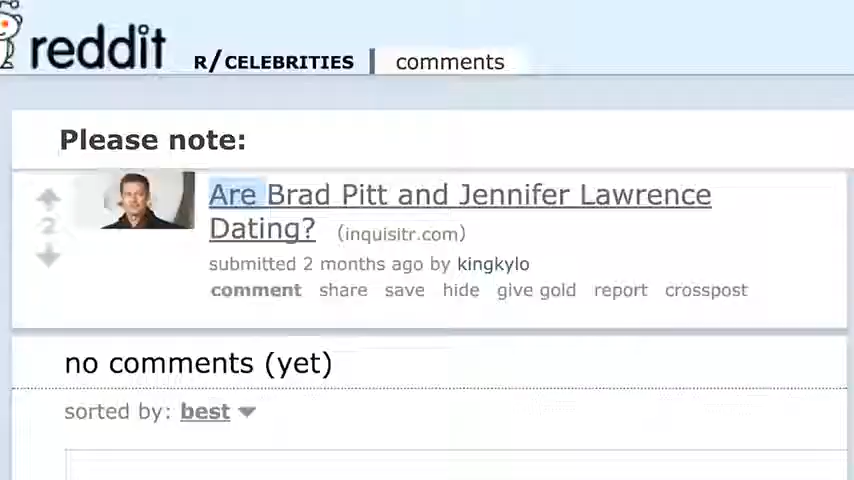 reddit R/CELEBRITIES comments
Please note:
Are Brad Pitt and Jennifer Lawrence
2
Dating? (inquisitr.com)
submitted 2 months ago by kingkylo
comment share save hide give gold report crosspost
no comments (yet)
sorted by: best